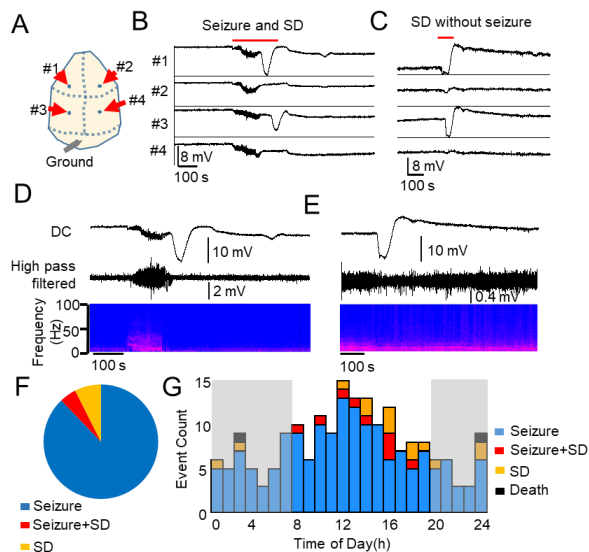 A
#1
#2
#3
#4
Ground
B
Seizure and SD
#1
#2
#3
#4
8 mV
100 s
C
SD without seizure
8 mV
100 s
D
DC
10 mV
High pass
filtered
2 mV
Frequency
(Hz)
100
50
0
100 s
E
10 mV
0.4 mV
100 s
F
Seizure
Seizure+SD
SD
G
Event Count
15
10
5
0
0 4 8 12 16 20 24
Time of Day(h)
Seizure
Seizure+SD
SD
Death